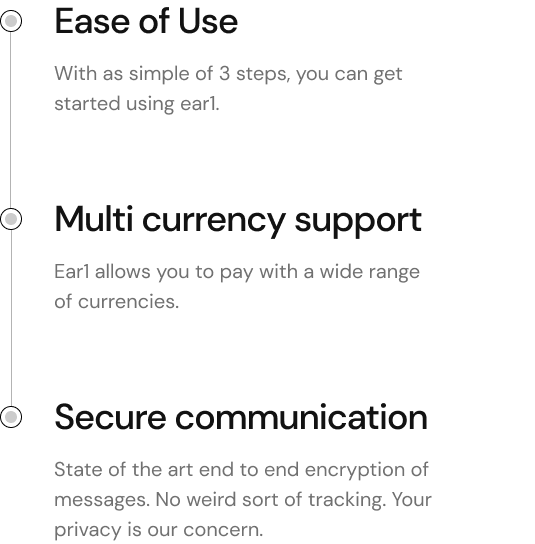 Ease of Use
With as simple of 3 steps, you can get
started using ear1.
Multi currency support
Ear1 allows you to pay with a wide range
of currencies.
Secure communication
State of the art end to end encryption of
messages. No weird sort of tracking. Your
privacy is our concern.